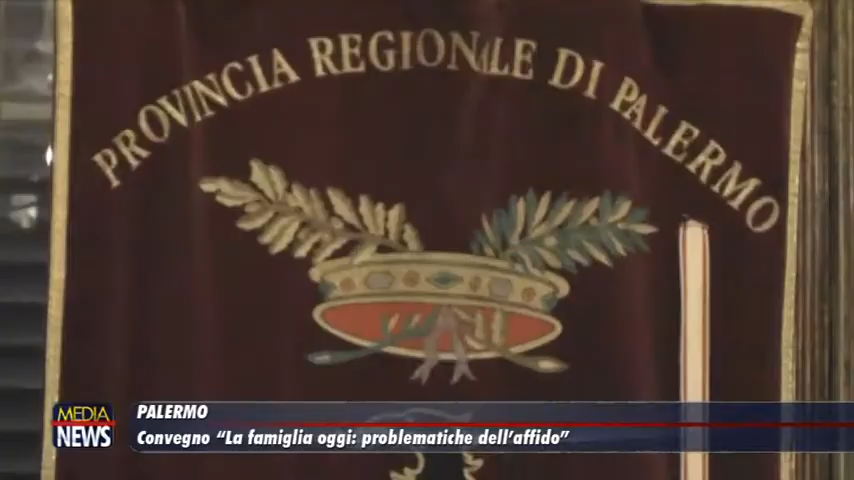 PROVINCIA REGIONALE DI PALERMO
MEDIA
NEWS
PALERMO
Convegno "La famiglia oggi: problematiche dell'affido"